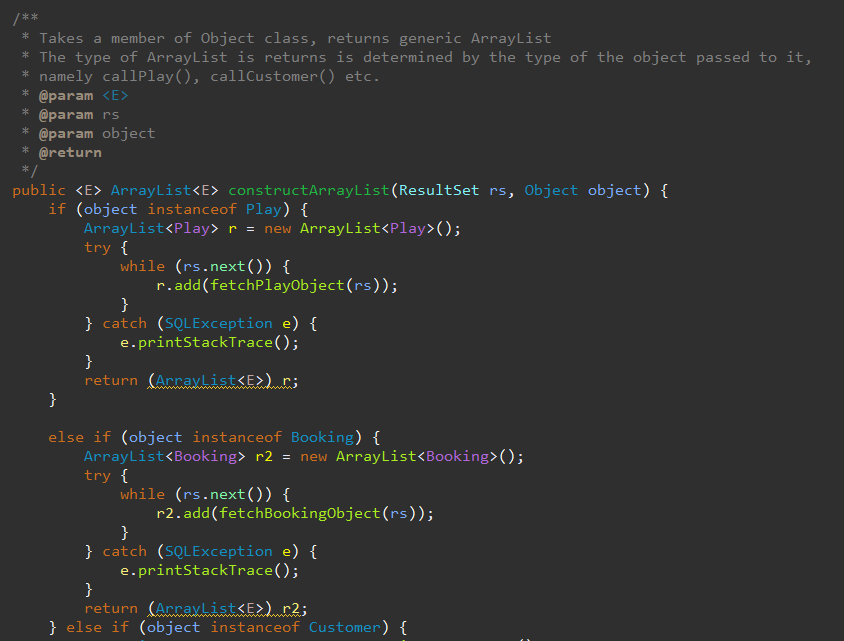 /**
 * Takes a member of Object class, returns generic ArrayList
 * The type of ArrayList is returns is determined by the type of the object passed to it,
 * namely callPlay(), callCustomer() etc.
 * @param <E>
 * @param rs
 * @param object
 * @return
 */
public <E> ArrayList<E> constructArrayList(ResultSet rs, Object object) {
    if (object instanceof Play) {
        ArrayList<Play> r = new ArrayList<Play>();
        try {
            while (rs.next()) {
                r.add(fetchPlayObject(rs));
            }
        } catch (SQLException e) {
            e.printStackTrace();
        }
        return (ArrayList<E>) r;
    }

    else if (object instanceof Booking) {
        ArrayList<Booking> r2 = new ArrayList<Booking>();
        try {
            while (rs.next()) {
                r2.add(fetchBookingObject(rs));
            }
        } catch (SQLException e) {
            e.printStackTrace();
        }
        return (ArrayList<E>) r2;
    } else if (object instanceof Customer) {